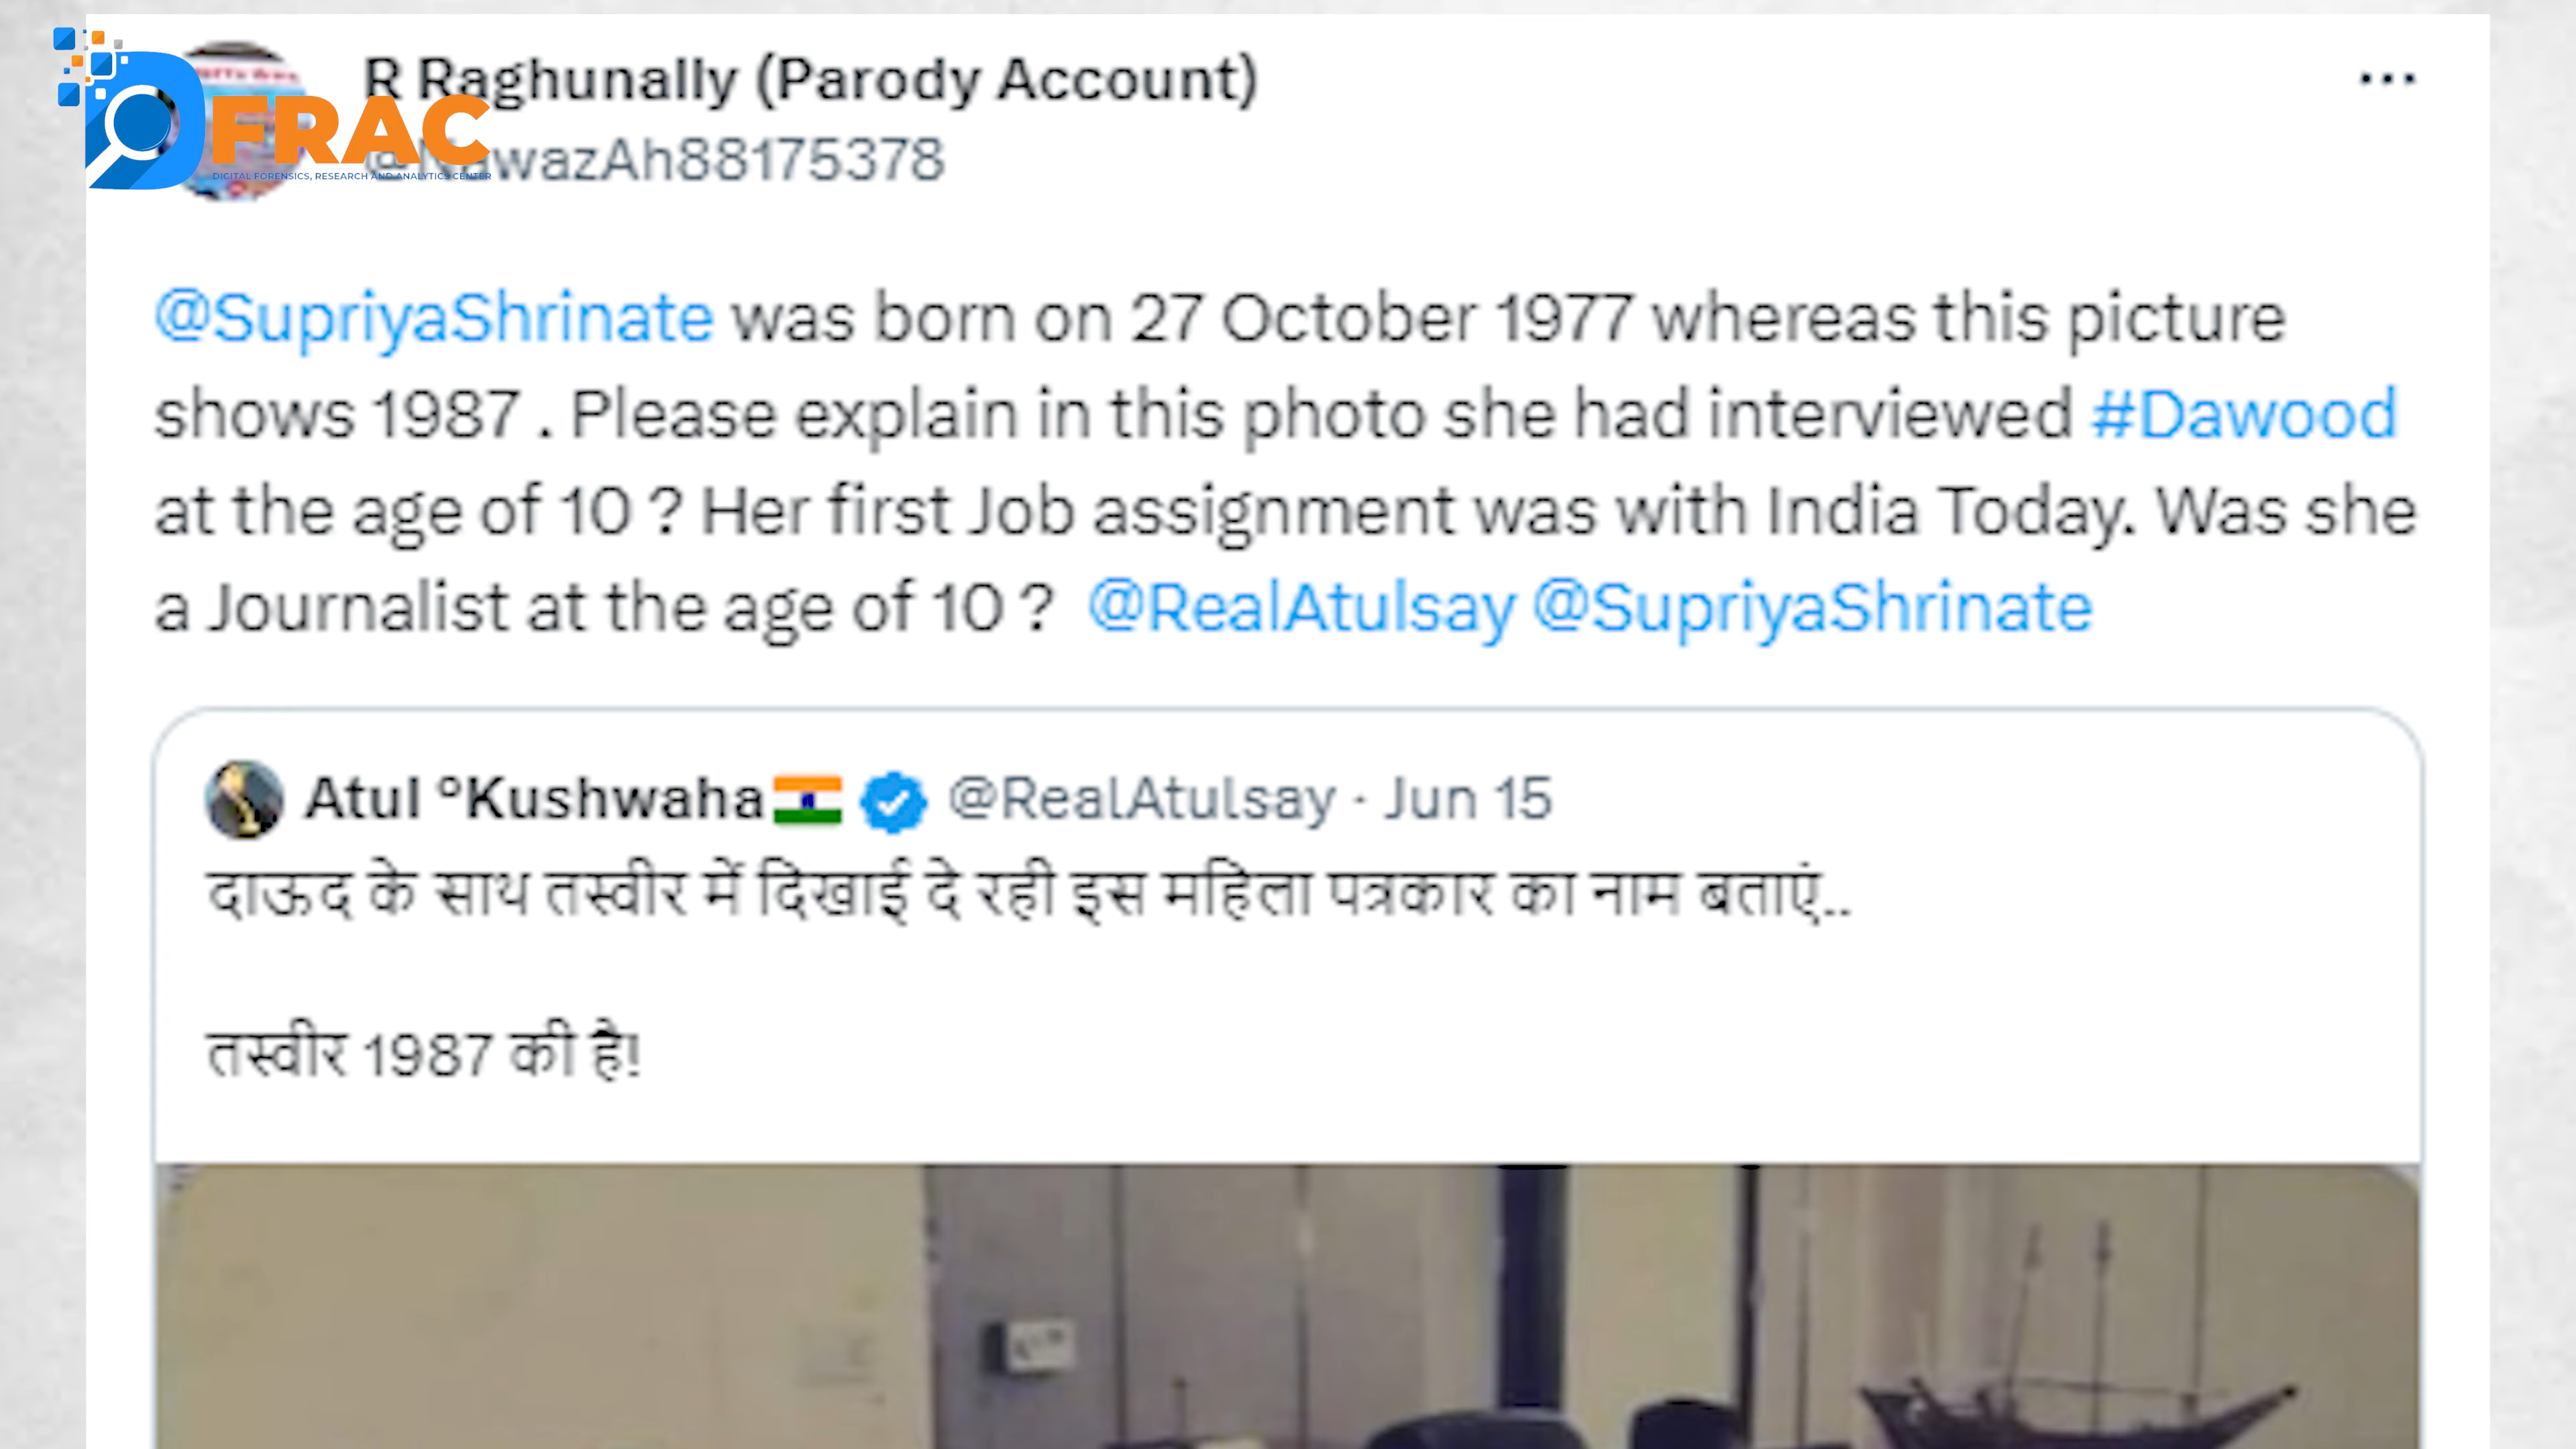 R Raghunally (Parody Account)
FRAC
@NawazAh88175378
DIGITAL FORENSICS, RESEARCH AND ANALYTICS CENTER
@SupriyaShrinate was born on 27 October 1977 whereas this picture
shows 1987 . Please explain in this photo she had interviewed #Dawood
at the age of 10 ? Her first Job assignment was with India Today. Was she
a Journalist at the age of 10 ? @RealAtulsay @SupriyaShrinate
Atul °Kushwaha @RealAtulsay · Jun 15
दाऊद के साथ तस्वीर में दिखाई दे रही इस महिला पत्रकार का नाम बताएं..
तस्वीर 1987 की है!